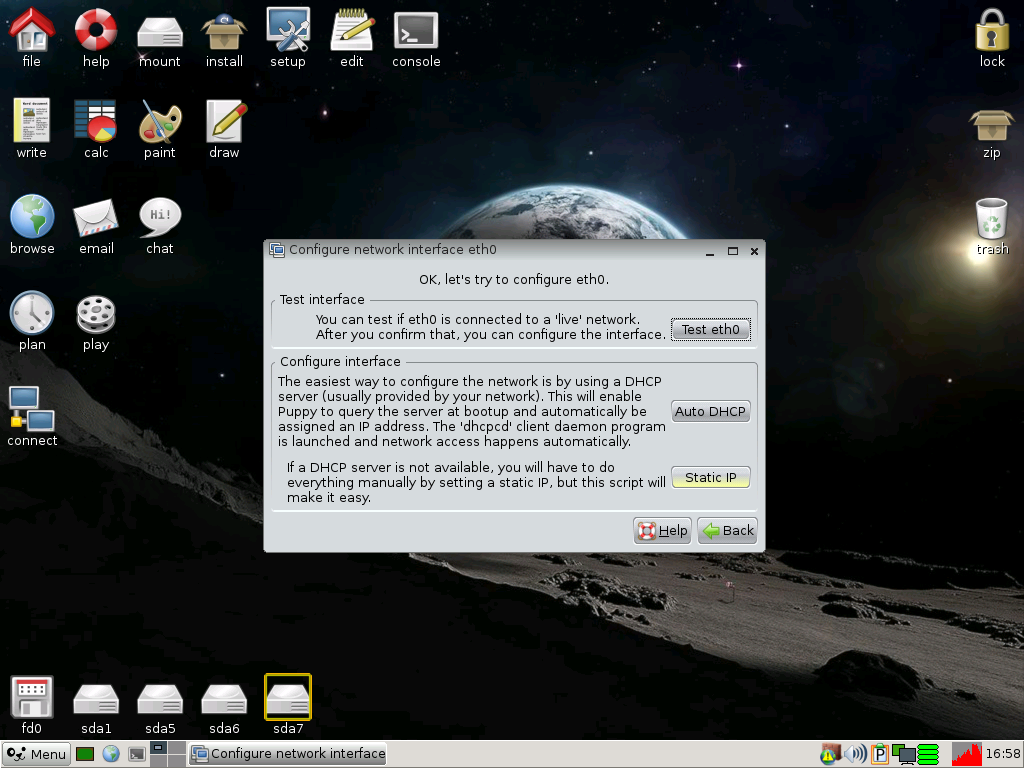 file
help
mount
install
setup
edit
console
lock
write
calc
paint
draw
zip
browse
email
Hi!
chat
trash
plan
play
connect
Configure network interface eth0
OK, let's try to configure eth0.
Test interface
You can test if eth0 is connected to a 'live' network.
After you confirm that, you can configure the interface.
Test eth0
Configure interface
The easiest way to configure the network is by using a DHCP
server (usually provided by your network). This will enable
Puppy to query the server at bootup and automatically be
assigned an IP address. The 'dhcpcd' client daemon program
is launched and network access happens automatically.
Auto DHCP
If a DHCP server is not available, you will have to do
everything manually by setting a static IP, but this script will
make it easy.
Static IP
Help
Back
fd0
sda1
sda5
sda6
sda7
Menu
Configure network interface
P
16:58